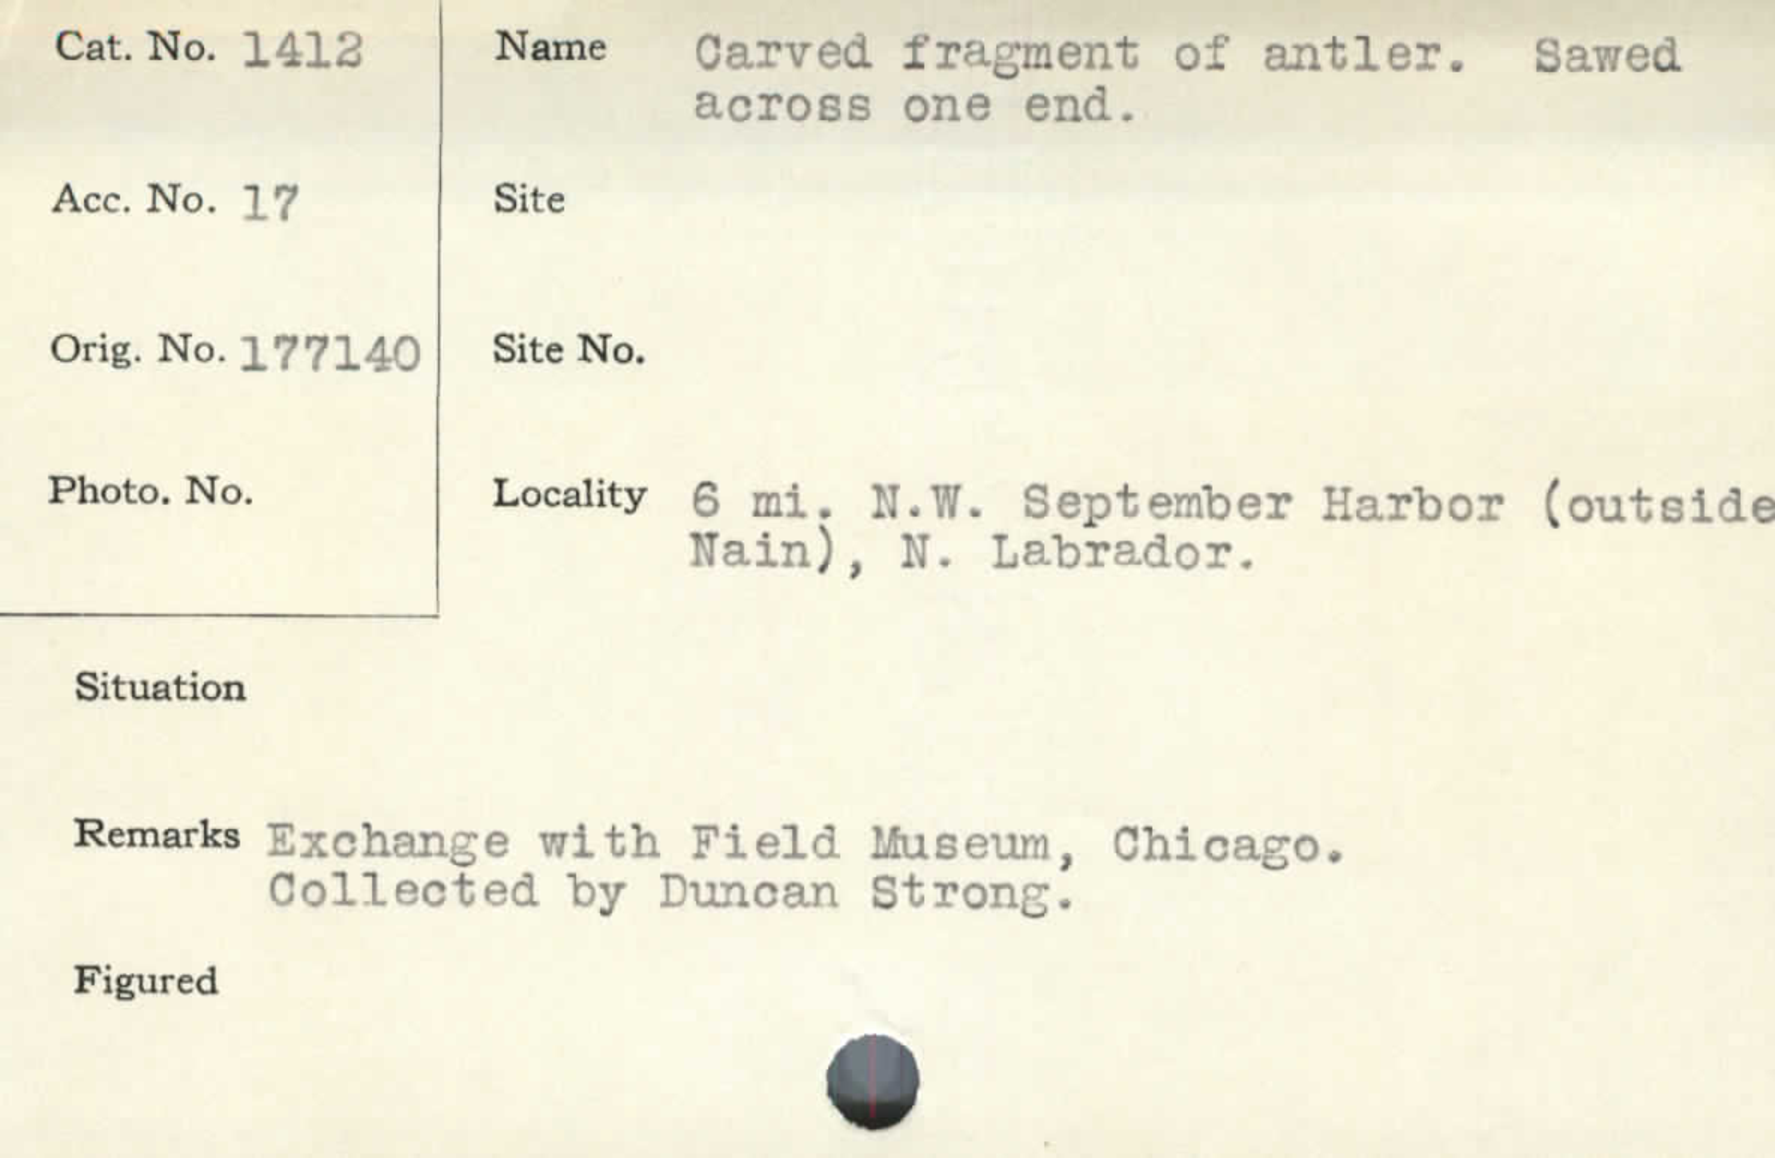 Cat. No. 1412
Name Carved fragment of antler. Sawed
across one end.
Acc. No. 17
Site
Orig. No. 177140
Site No.
Photo. No.
Locality 6 mi. N.W. September Harbor (outside
Nain), N. Labrador.
Situation
Remarks Exchange with Field Museum, Chicago.
Collected by Duncan Strong.
Figured